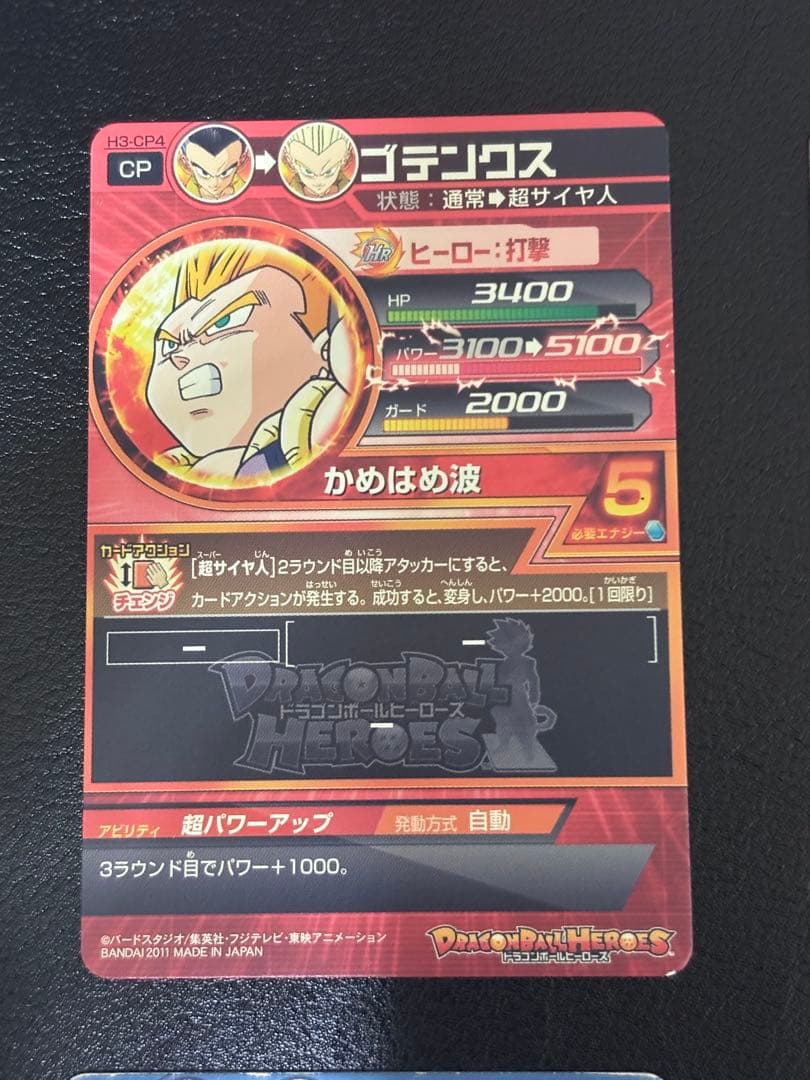 H3-CP4
CP
ゴテンクス
状態：通常➡超サイヤ人
HR
ヒーロー：打撃
HP 3400
パワー 3100➡5100
ガード 2000
かめはめ波
5
必要エナジー
カードアクション
チェンジ
[超サイヤ人]2ラウンド目以降アタッカーにすると、
カードアクションが発生する。成功すると、変身し、パワー+2000。[1回限り]
DRAGON BALL
ドラゴンボールヒーローズ
HEROES
アビリティ 超パワーアップ 発動方式 自動
3ラウンド目でパワー+1000。
©バードスタジオ/集英社・フジテレビ・東映アニメーション
BANDAI 2011 MADE IN JAPAN
DRAGON BALL HEROES
ドラゴンボールヒーローズ